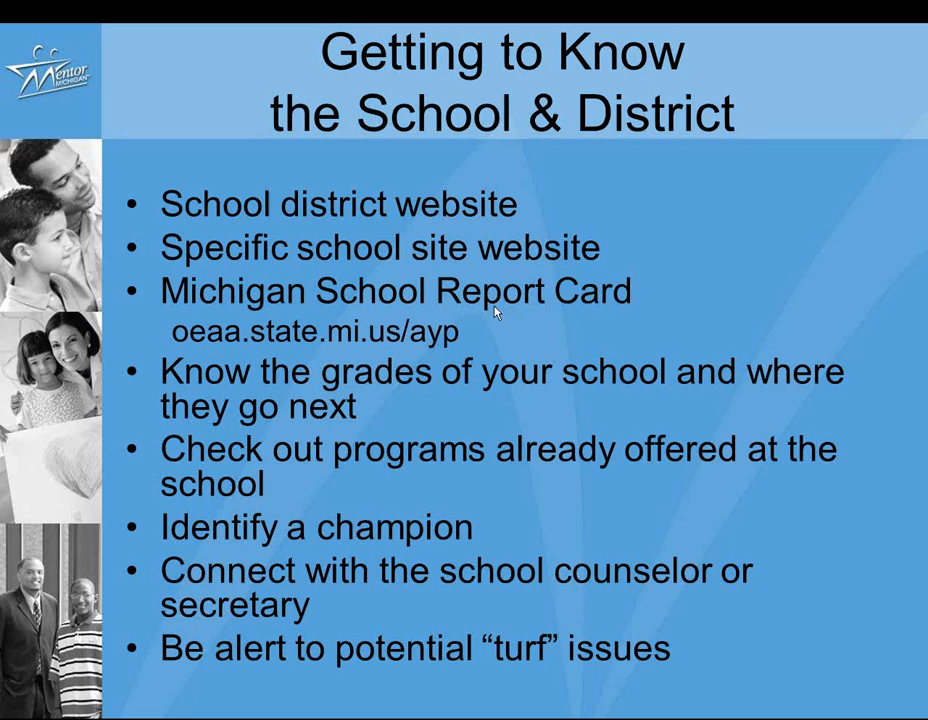 Mentor
MICHIGAN
Getting to Know
the School & District
• School district website
• Specific school site website
• Michigan School Report Card
oeaa.state.mi.us/ayp
• Know the grades of your school and where
they go next
• Check out programs already offered at the
school
• Identify a champion
• Connect with the school counselor or
secretary
• Be alert to potential “turf” issues